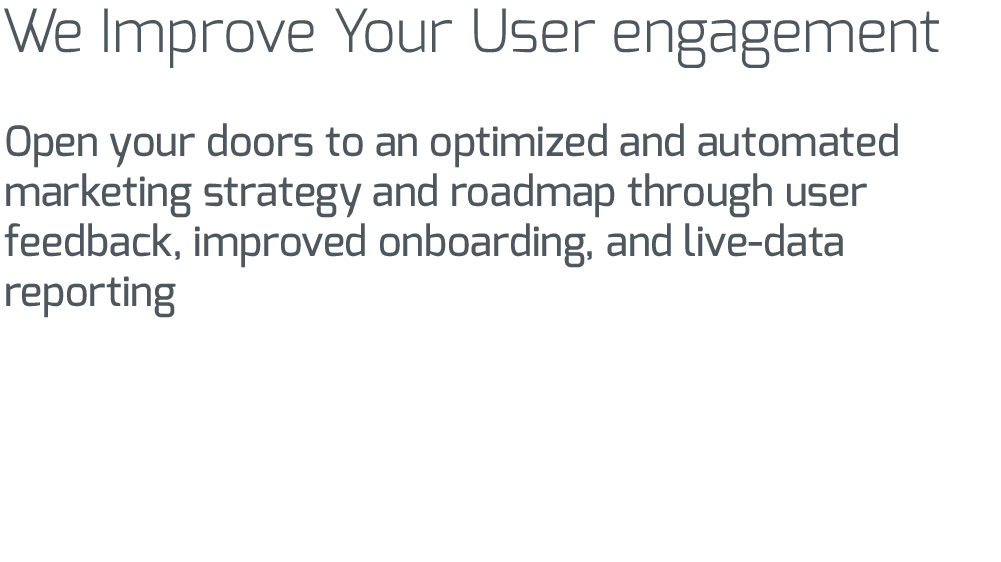 We Improve Your User engagement
Open your doors to an optimized and automated
marketing strategy and roadmap through user
feedback, improved onboarding, and live-data
reporting